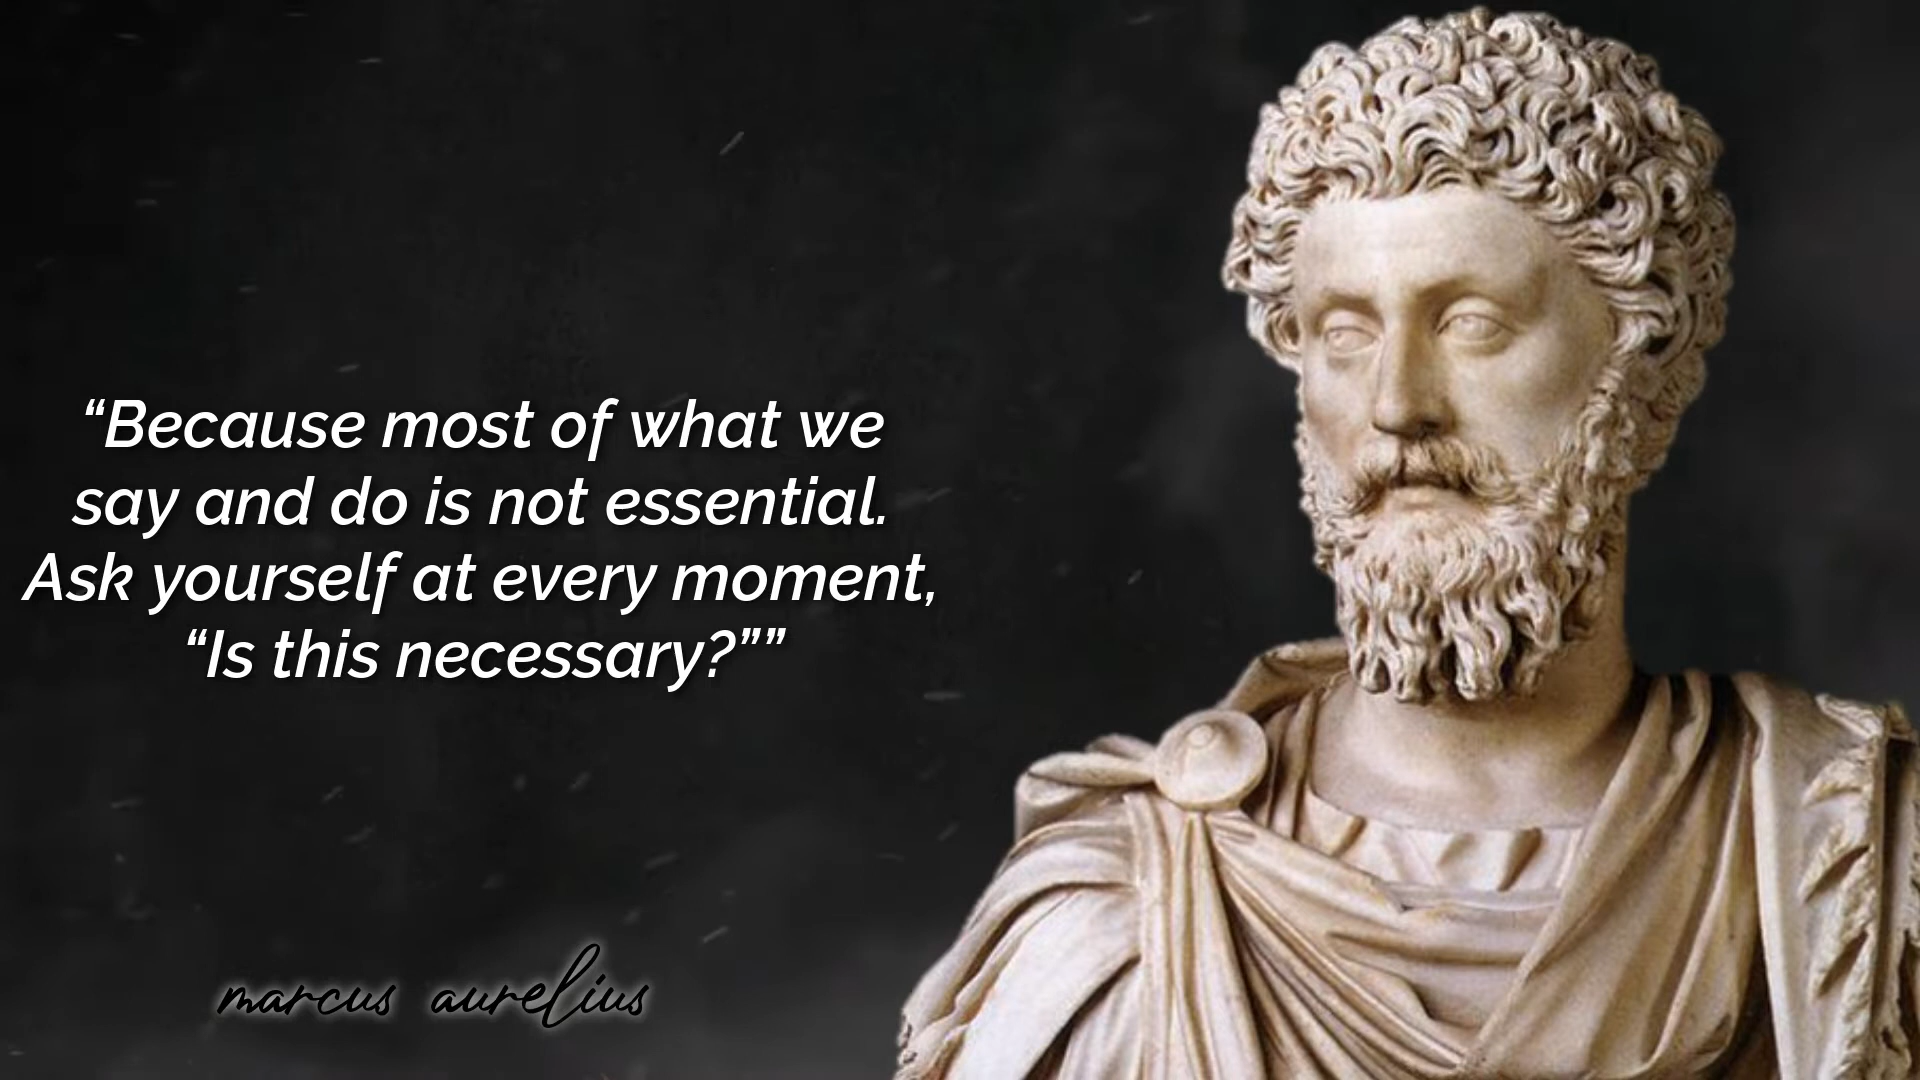 “Because most of what we
say and do is not essential.
Ask yourself at every moment,
“Is this necessary?””
marcus aurelius